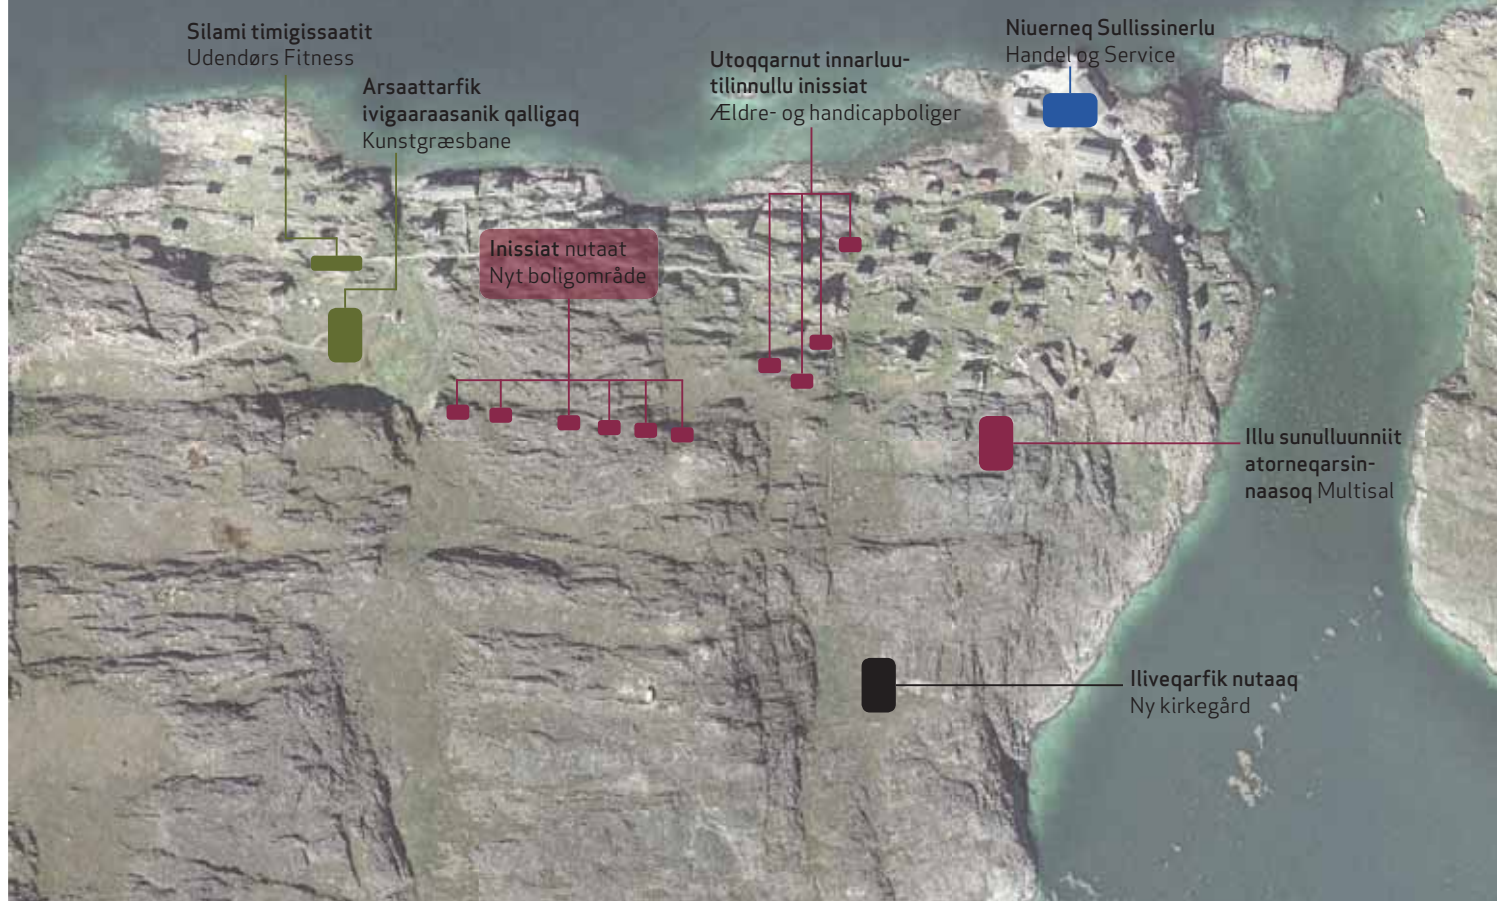 Silami timigissaatit
Udendørs Fitness
Arsaattarfik
ivigaaraasanik qalligaq
Kunstgræsbane
Utoqqarnut innarluu-
tilinnullu inissiat
Ældre- og handicapboliger
Niuerneq Sullissinerlu
Handel og Service
Inissiat nutaat
Nyt boligområde
Illu sunulluunniit
atorneqarsin-
naasoq Multisal
Iliveqarfik nutaaq
Ny kirkegård